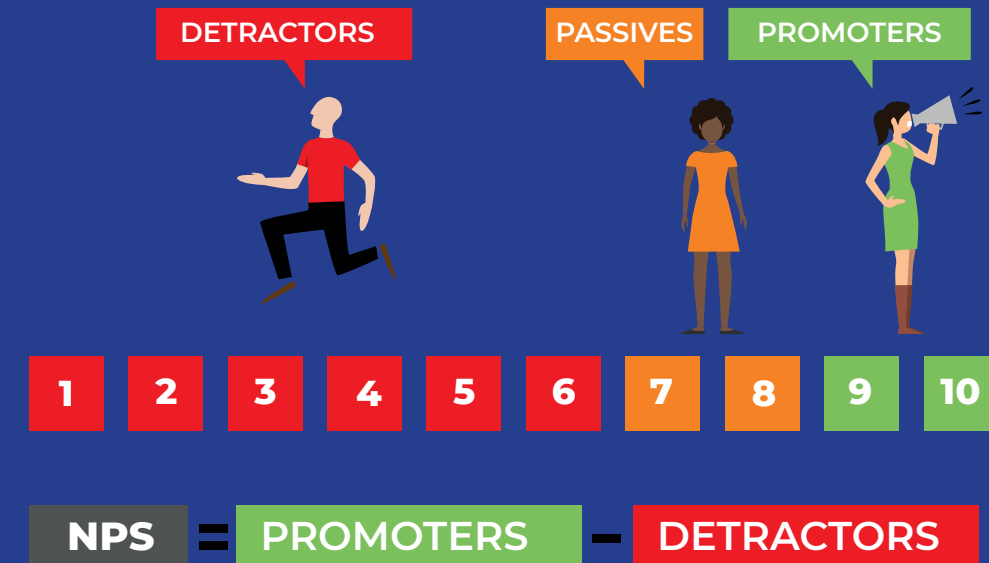 DETRACTORS PASSIVES PROMOTERS
1 2 3 4 5 6 7 8 9 10
NPS = PROMOTERS - DETRACTORS